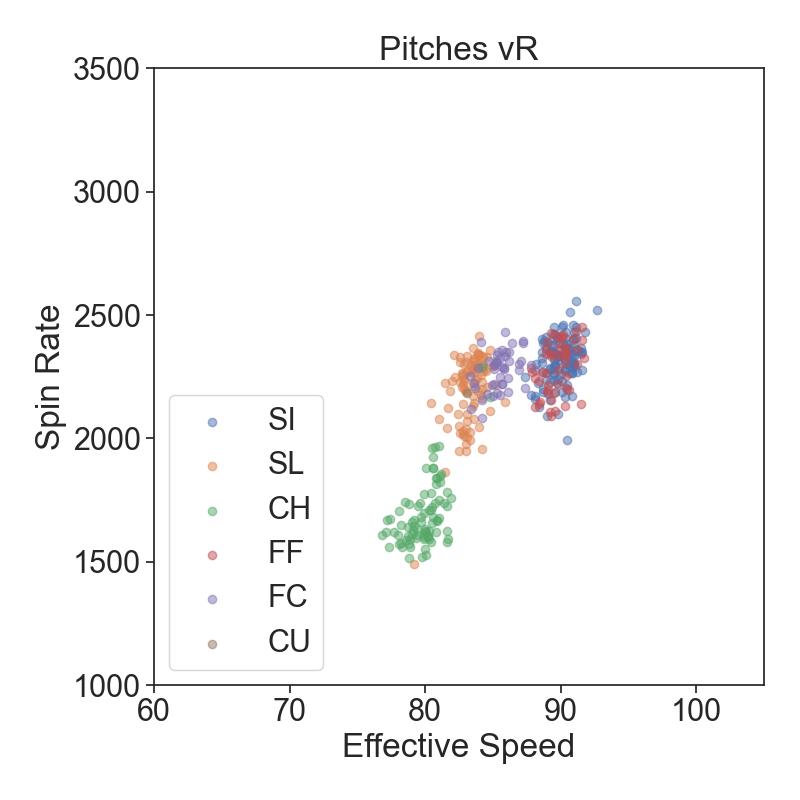 Pitches vR
3500
3000
2500
2000
1500
1000
Spin Rate
SI
SL
CH
FF
FC
CU
60 70 80 90 100
Effective Speed